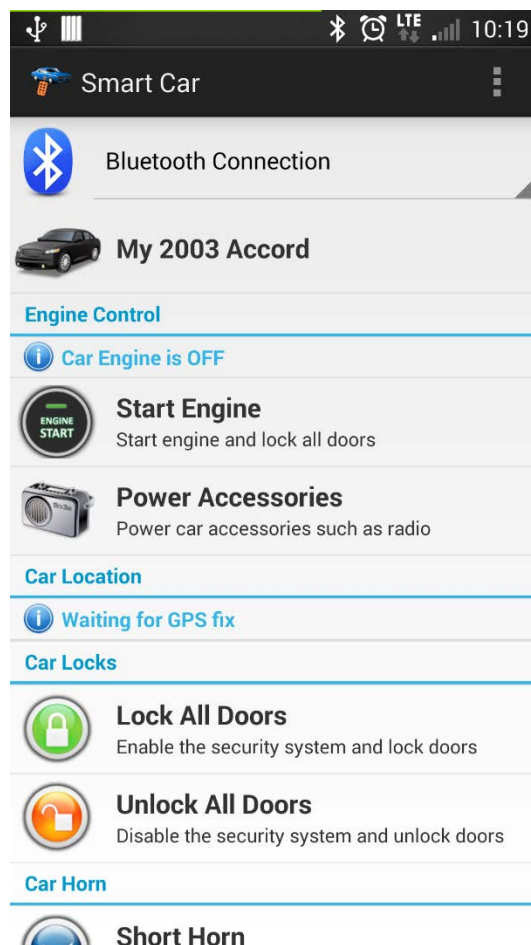 LTE 10:19
Smart Car
Bluetooth Connection
My 2003 Accord
Engine Control
Car Engine is OFF
ENGINE
START
Start Engine
Start engine and lock all doors
Power Accessories
Power car accessories such as radio
Car Location
Waiting for GPS fix
Car Locks
Lock All Doors
Enable the security system and lock doors
Unlock All Doors
Disable the security system and unlock doors
Car Horn
Short Horn